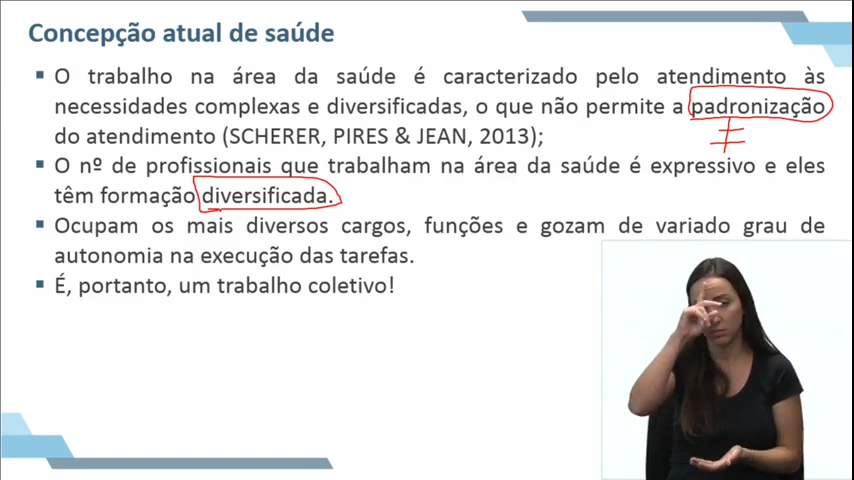 Concepção atual de saúde
▪ O trabalho na área da saúde é caracterizado pelo atendimento às
necessidades complexas e diversificadas, o que não permite a padronização
do atendimento (SCHERER, PIRES & JEAN, 2013);
▪ O nº de profissionais que trabalham na área da saúde é expressivo e eles
têm formação diversificada.
▪ Ocupam os mais diversos cargos, funções e gozam de variado grau de
autonomia na execução das tarefas.
▪ É, portanto, um trabalho coletivo!